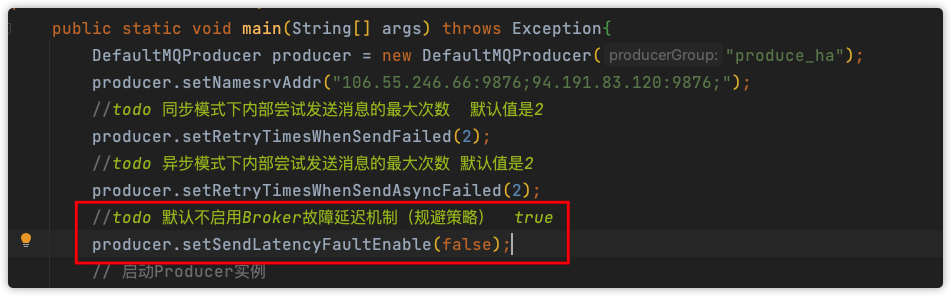 public static void main(String[] args) throws Exception{
DefaultMQProducer producer = new DefaultMQProducer( producerGroup: "produce_ha");
producer.setNamesrvAddr("106.55.246.66:9876;94.191.83.120:9876;");
//todo 同步模式下内部尝试发送消息的最大次数  默认值是2
producer.setRetryTimesWhenSendFailed(2);
//todo 异步模式下内部尝试发送消息的最大次数 默认值是2
producer.setRetryTimesWhenSendAsyncFailed(2);
//todo 默认不启用Broker故障延迟机制（规避策略）  true
producer.setSendLatencyFaultEnable(false);
// 启动Producer实例